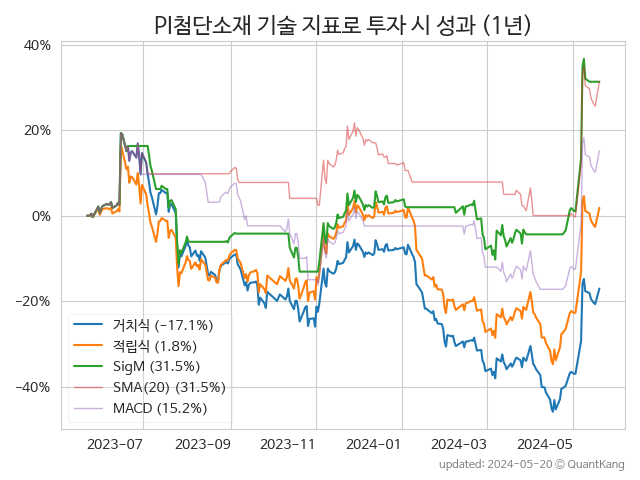 PI첨단소재 기술 지표로 투자 시 성과 (1년)
40%
20%
0%
−20%
−40%
거치식 (−17.1%)
적립식 (1.8%)
SigM (31.5%)
SMA(20) (31.5%)
MACD (15.2%)
2023−07
2023−09
2023−11
2024−01
2024−03
2024−05
updated: 2024−05−20 © QuantKang